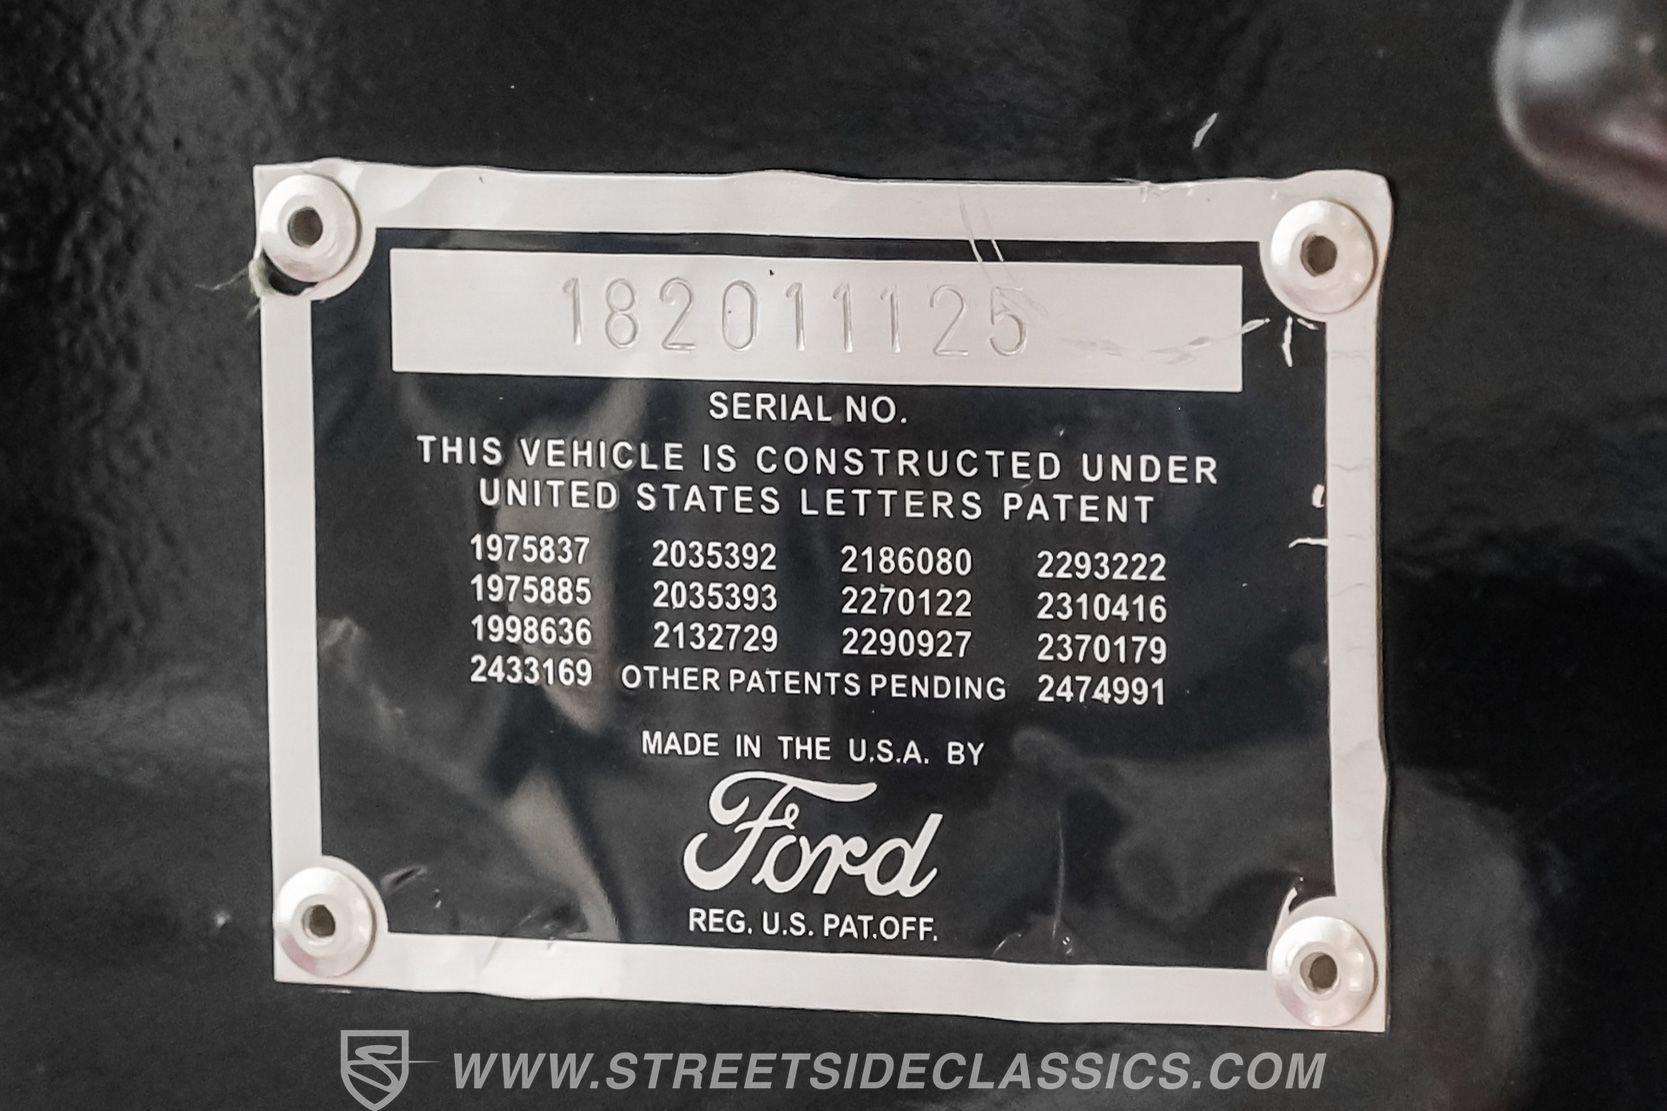 182011125
SERIAL NO.
THIS VEHICLE IS CONSTRUCTED UNDER
UNITED STATES LETTERS PATENT
1975837 2035392 2186080 2293222
1975885 2035393 2270122 2310416
1998636 2132729 2290927 2370179
2433169 OTHER PATENTS PENDING 2474991
MADE IN THE U.S.A. BY
Ford
REG. U.S. PAT.OFF.
WWW.STREETSIDECLASSICS.COM